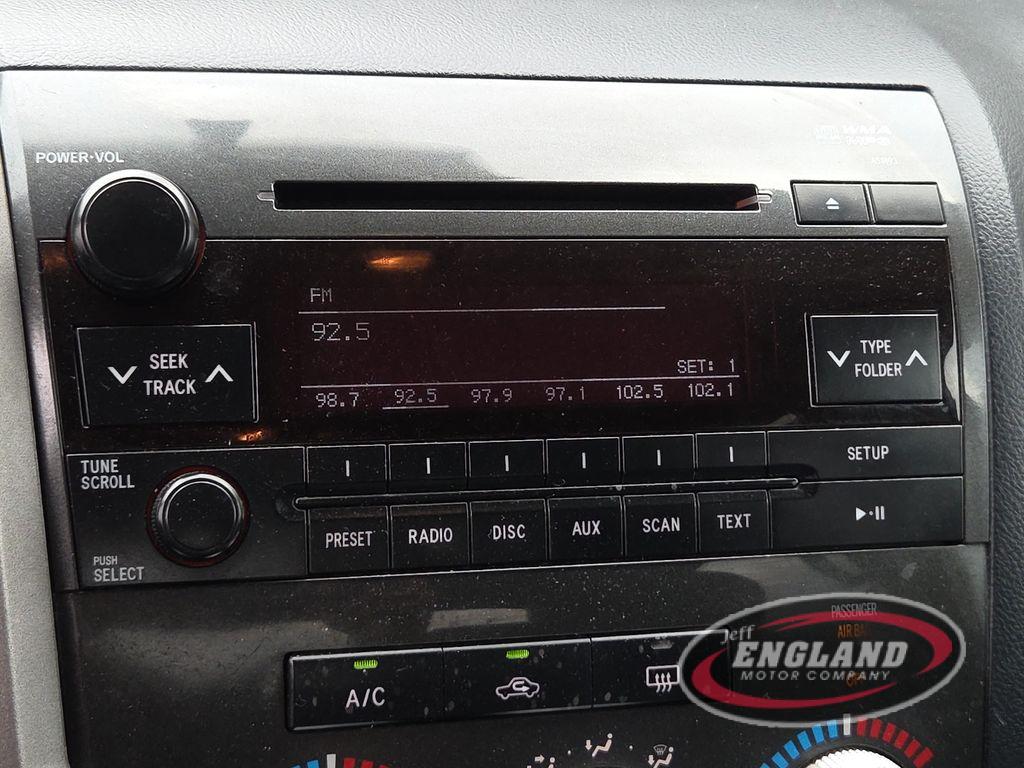 POWER·VOL
WMA
FM
92.5
SET: 1
98.7 92.5 97.9 97.1 102.5 102.1
SEEK
TRACK
TYPE
FOLDER
TUNE
SCROLL
SETUP
PRESET RADIO DISC AUX SCAN TEXT
PUSH
SELECT
A/C
PASSENGER
AIR BAG
Jeff
ENGLAND
MOTOR COMPANY